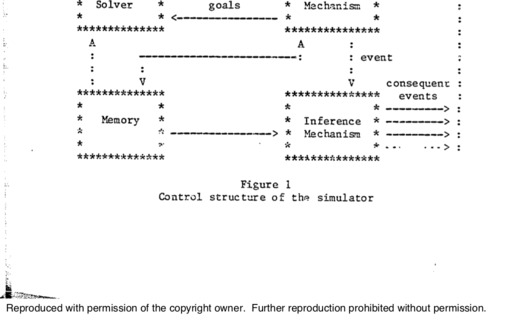 Solver goals Mechanism
event
consequent
events
Memory
Inference
Mechanism
Figure 1
Control structure of the simulator
Reproduced with permission of the copyright owner. Further reproduction prohibited without permission.